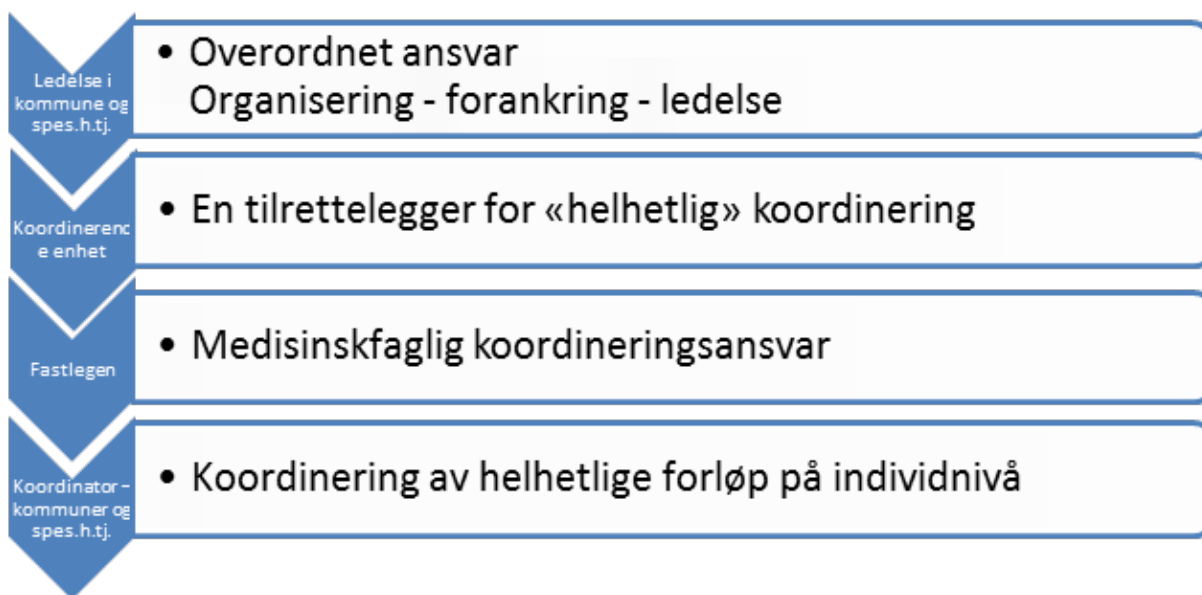 Ledelse i
kommune og
spes.h.tj.
• Overordnet ansvar
Organisering - forankring - ledelse
Koordinerend
e enhet
• En tilrettelegger for «helhetlig» koordinering
Fastlegen
• Medisinskfaglig koordineringsansvar
Koordinator –
kommuner og
spes.h.tj.
• Koordinering av helhetlige forløp på individnivå